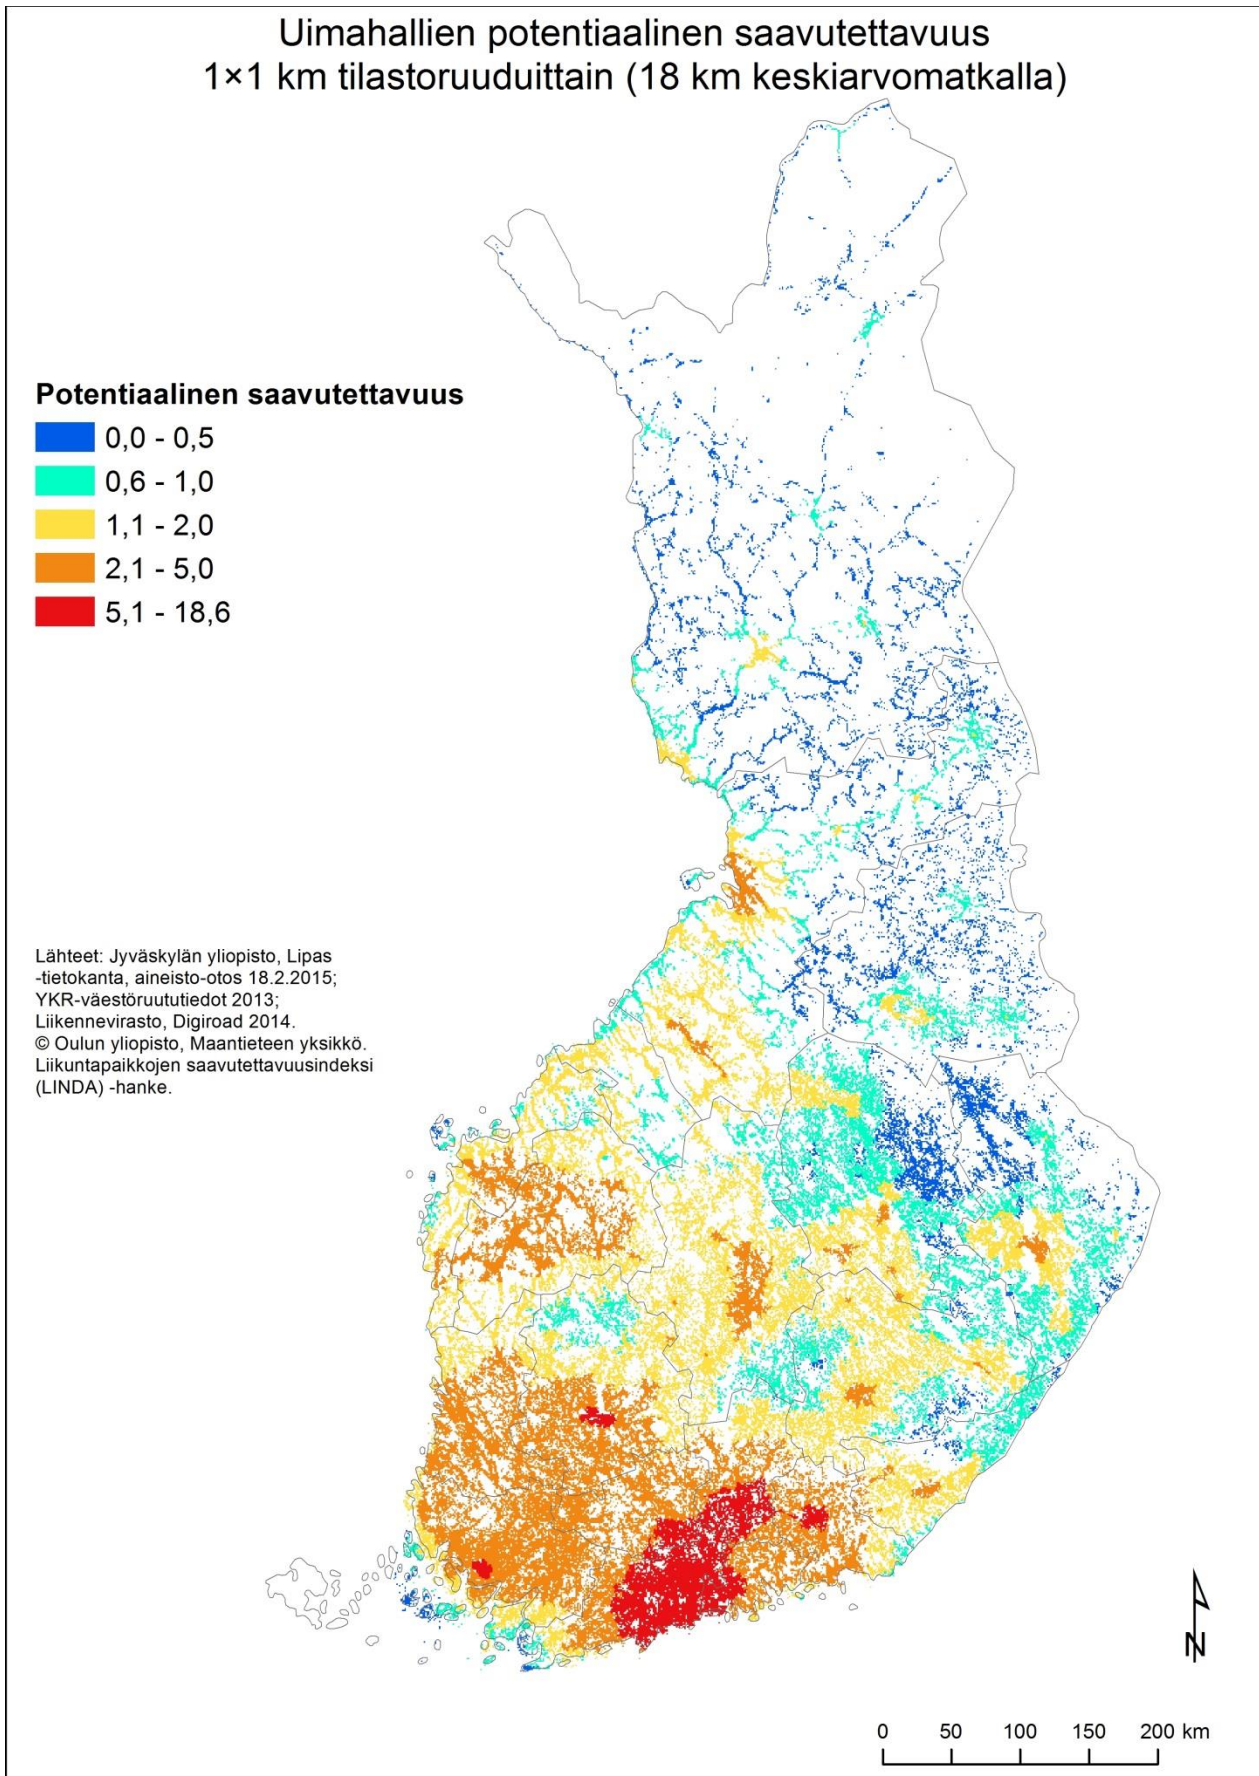 Uimahallien potentiaalinen saavutettavuus
1×1 km tilastoruuduittain (18 km keskiarvomatkalla)
Potentiaalinen saavutettavuus
0,0 - 0,5
0,6 - 1,0
1,1 - 2,0
2,1 - 5,0
5,1 - 18,6
Lähteet: Jyväskylän yliopisto, Lipas
-tietokanta, aineisto-otos 18.2.2015;
YKR-väestöruututiedot 2013;
Liikennevirasto, Digiroad 2014.
© Oulun yliopisto, Maantieteen yksikkö.
Liikuntapaikkojen saavutettavuusindeksi
(LINDA) -hanke.
N
0 50 100 150 200 km